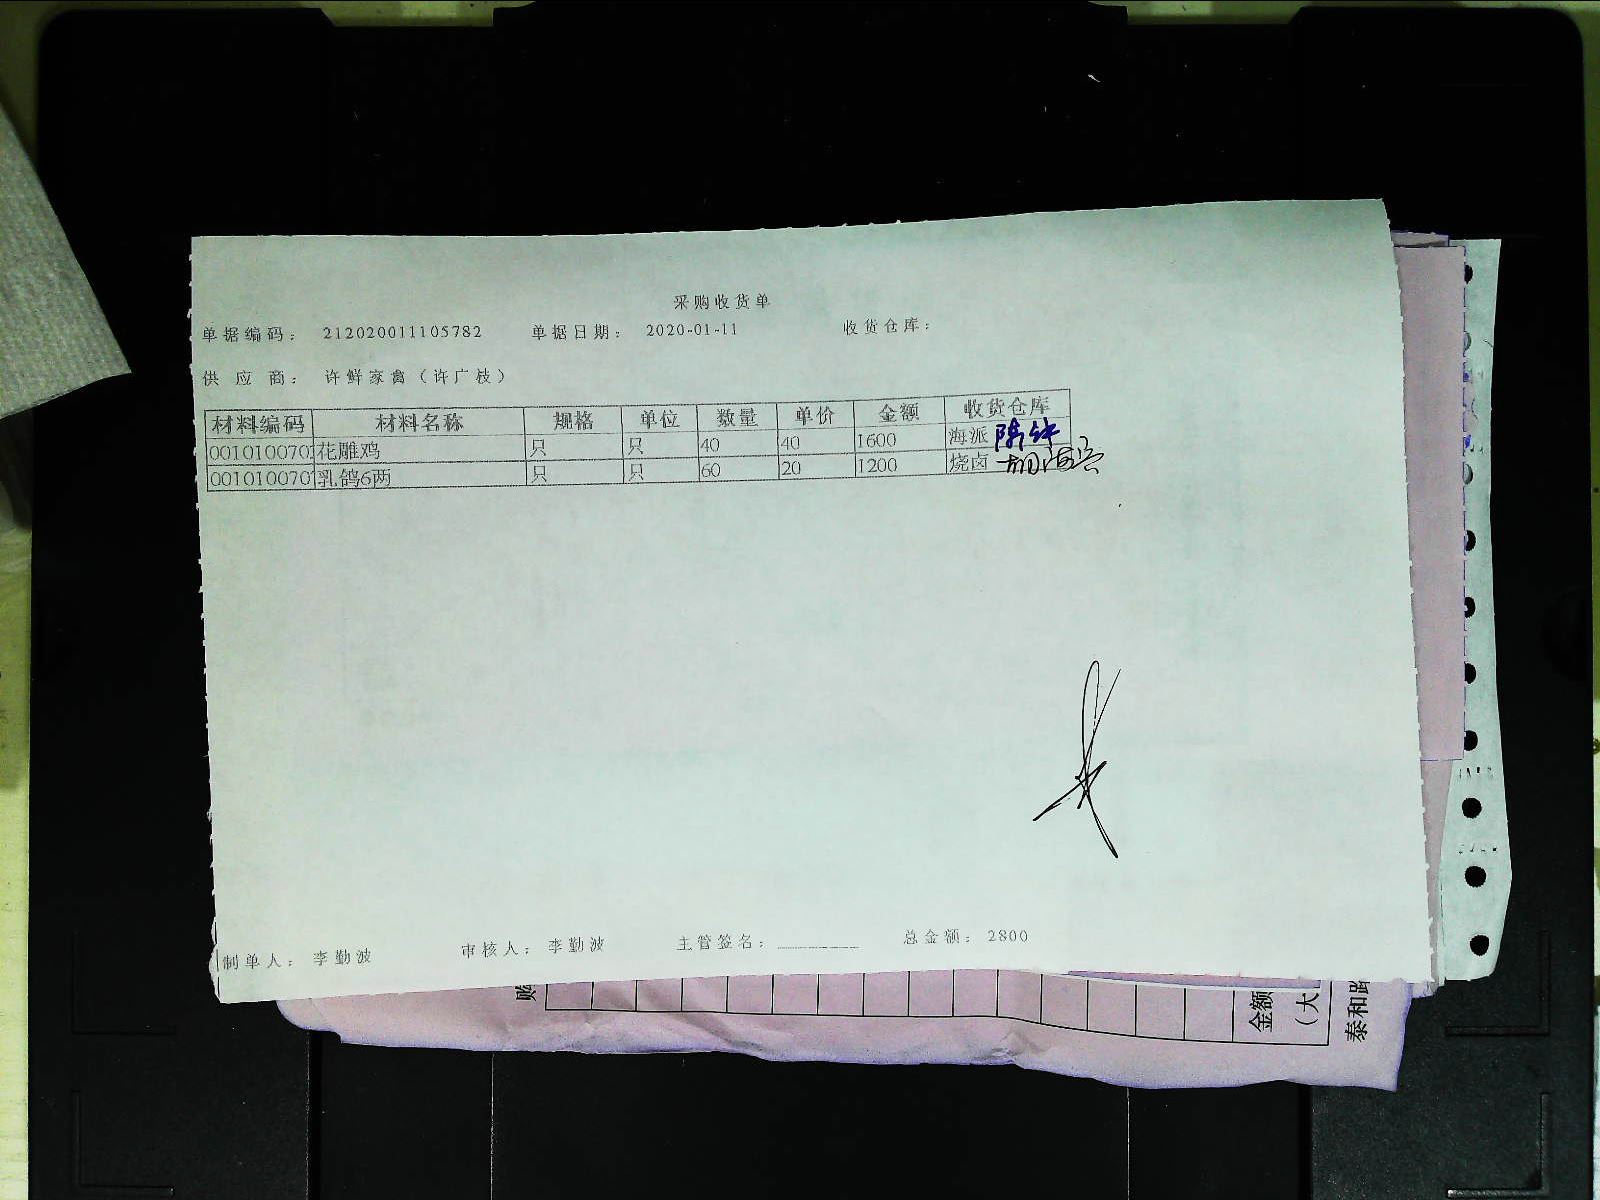 采购收货单
单据编码： 212020011105782 单据日期： 2020-01-11 收货仓库：
供 应 商： 许鲜家禽（许广枝）
材料编码 材料名称 规格 单位 数量 单价 金额 收货仓库
00101007 花雕鸡 只 只 40 40 1600 海派
00101007 乳鸽6两 只 只 60 20 1200 烧卤
制单人： 李勤波 审核人： 李勤波 主管签名： 总金额： 2800
购
金额
（大
泰和路